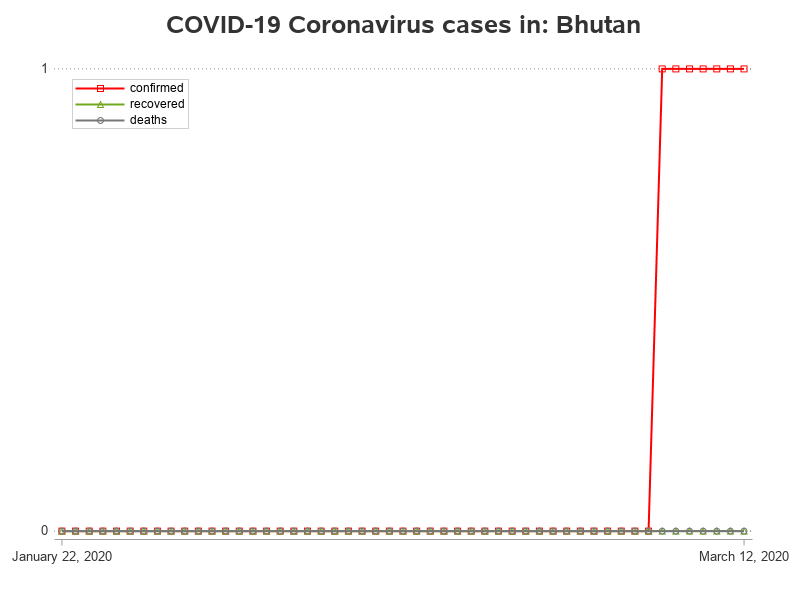 COVID-19 Coronavirus cases in: Bhutan
1
confirmed
recovered
deaths
0
January 22, 2020
March 12, 2020